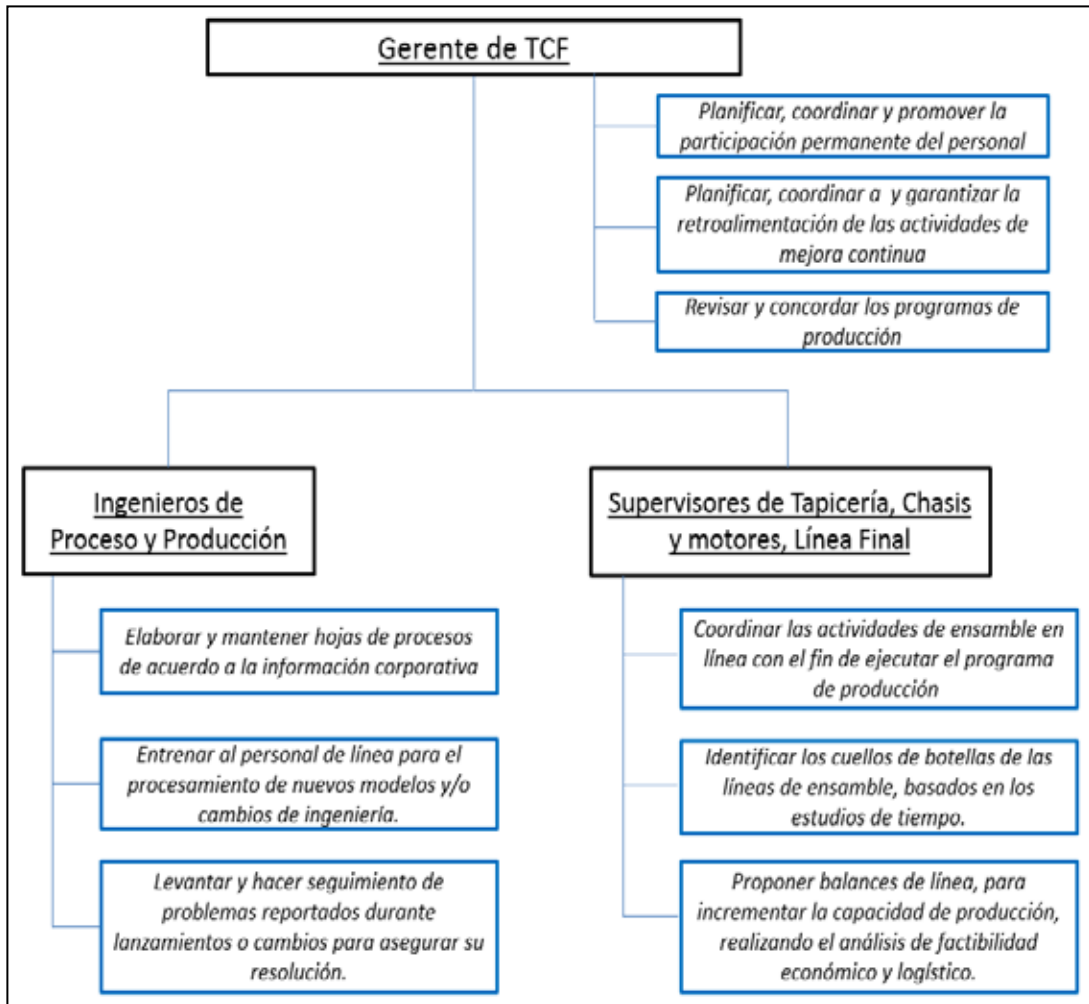 Gerente de TCF
Planificar, coordinar y promover la
participación permanente del personal
Planificar, coordinar a  y garantizar la
retroalimentación de las actividades de
mejora continua
Revisar y concordar los programas de
producción
Ingenieros de
Proceso y Producción
Elaborar y mantener hojas de procesos
de acuerdo a la información corporativa
Entrenar al personal de línea para el
procesamiento de nuevos modelos y/o
cambios de ingeniería.
Levantar y hacer seguimiento de
problemas reportados durante
lanzamientos o cambios para asegurar su
resolución.
Supervisores de Tapicería, Chasis
y motores, Línea Final
Coordinar las actividades de ensamble en
línea con el fin de ejecutar el programa
de producción
Identificar los cuellos de botellas de las
líneas de ensamble, basados en los
estudios de tiempo.
Proponer balances de línea, para
incrementar la capacidad de producción,
realizando el análisis de factibilidad
económico y logístico.